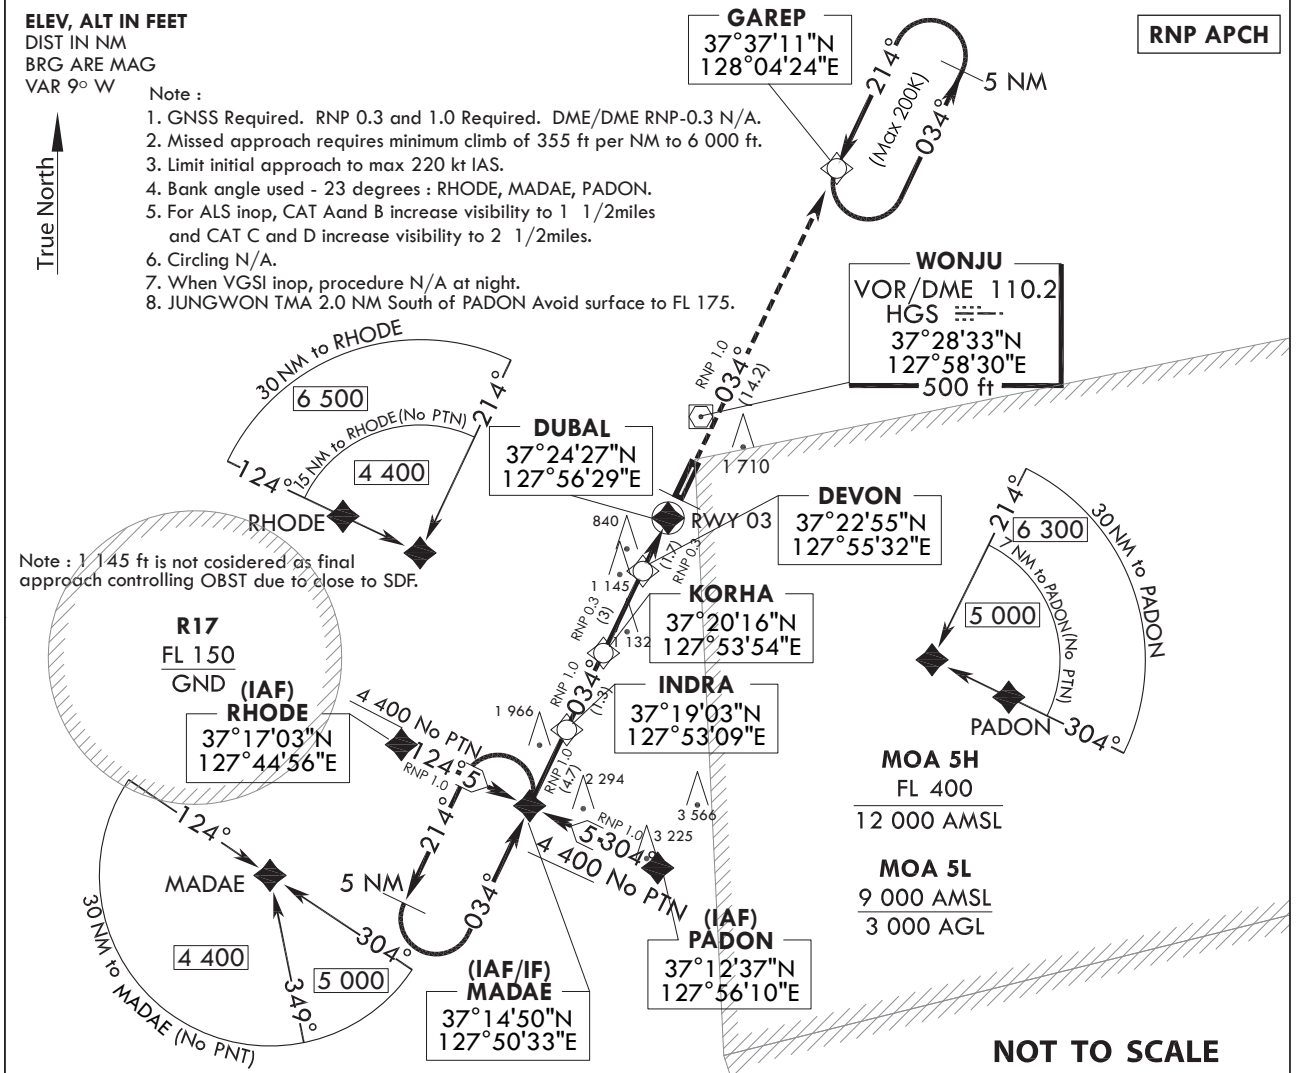 ELEV, ALT IN FEET
DIST IN NM
BRG ARE MAG
VAR 9° W
True North
Note :
1. GNSS Required. RNP 0.3 and 1.0 Required. DME/DME RNP-0.3 N/A.
2. Missed approach requires minimum climb of 355 ft per NM to 6 000 ft.
3. Limit initial approach to max 220 kt IAS.
4. Bank angle used - 23 degrees : RHODE, MADAE, PADON.
5. For ALS inop, CAT Aand B increase visibility to 1 1/2miles
and CAT C and D increase visibility to 2 1/2miles.
6. Circling N/A.
7. When VGSI inop, procedure N/A at night.
8. JUNGWON TMA 2.0 NM South of PADON Avoid surface to FL 175.
GAREP
37°37'11"N
128°04'24"E
RNP APCH
214°
(Max 200K)
034°
5 NM
WONJU
VOR/DME 110.2
HGS
37°28'33"N
127°58'30"E
500 ft
RNP 1.0
034°
(14.2)
30 NM to RHODE
6 500
15 NM to RHODE(No PTN)
4 400
214°
124°
RHODE
DUBAL
37°24'27"N
127°56'29"E
1 710
RWY 03
DEVON
37°22'55"N
127°55'32"E
840
(1.7)
RNP 0.3
1 145
Note : 1 145 ft is not cosidered as final
approach controlling OBST due to close to SDF.
R17
FL 150
GND
KORHA
37°20'16"N
127°53'54"E
RNP 0.3
(3)
1 132
INDRA
37°19'03"N
127°53'09"E
RNP 1.0
034°
(1.3)
1 966
(IAF)
RHODE
37°17'03"N
127°44'56"E
4 400 No PTN
124°
5
RNP 1.0
RNP 1.0
(4.7)
2 294
3 566
3 225
RNP 1.0
5
304°
4 400 No PTN
214°
034°
5 NM
(IAF)
PADON
37°12'37"N
127°56'10"E
(IAF/IF)
MADAE
37°14'50"N
127°50'33"E
124°
MADAE
304°
349°
4 400
5 000
30 NM to MADAE (No PNT)
214°
6 300
30 NM to PADON
7 NM to PADON(No PTN)
5 000
PADON
304°
MOA 5H
FL 400
12 000 AMSL
MOA 5L
9 000 AMSL
3 000 AGL
NOT TO SCALE